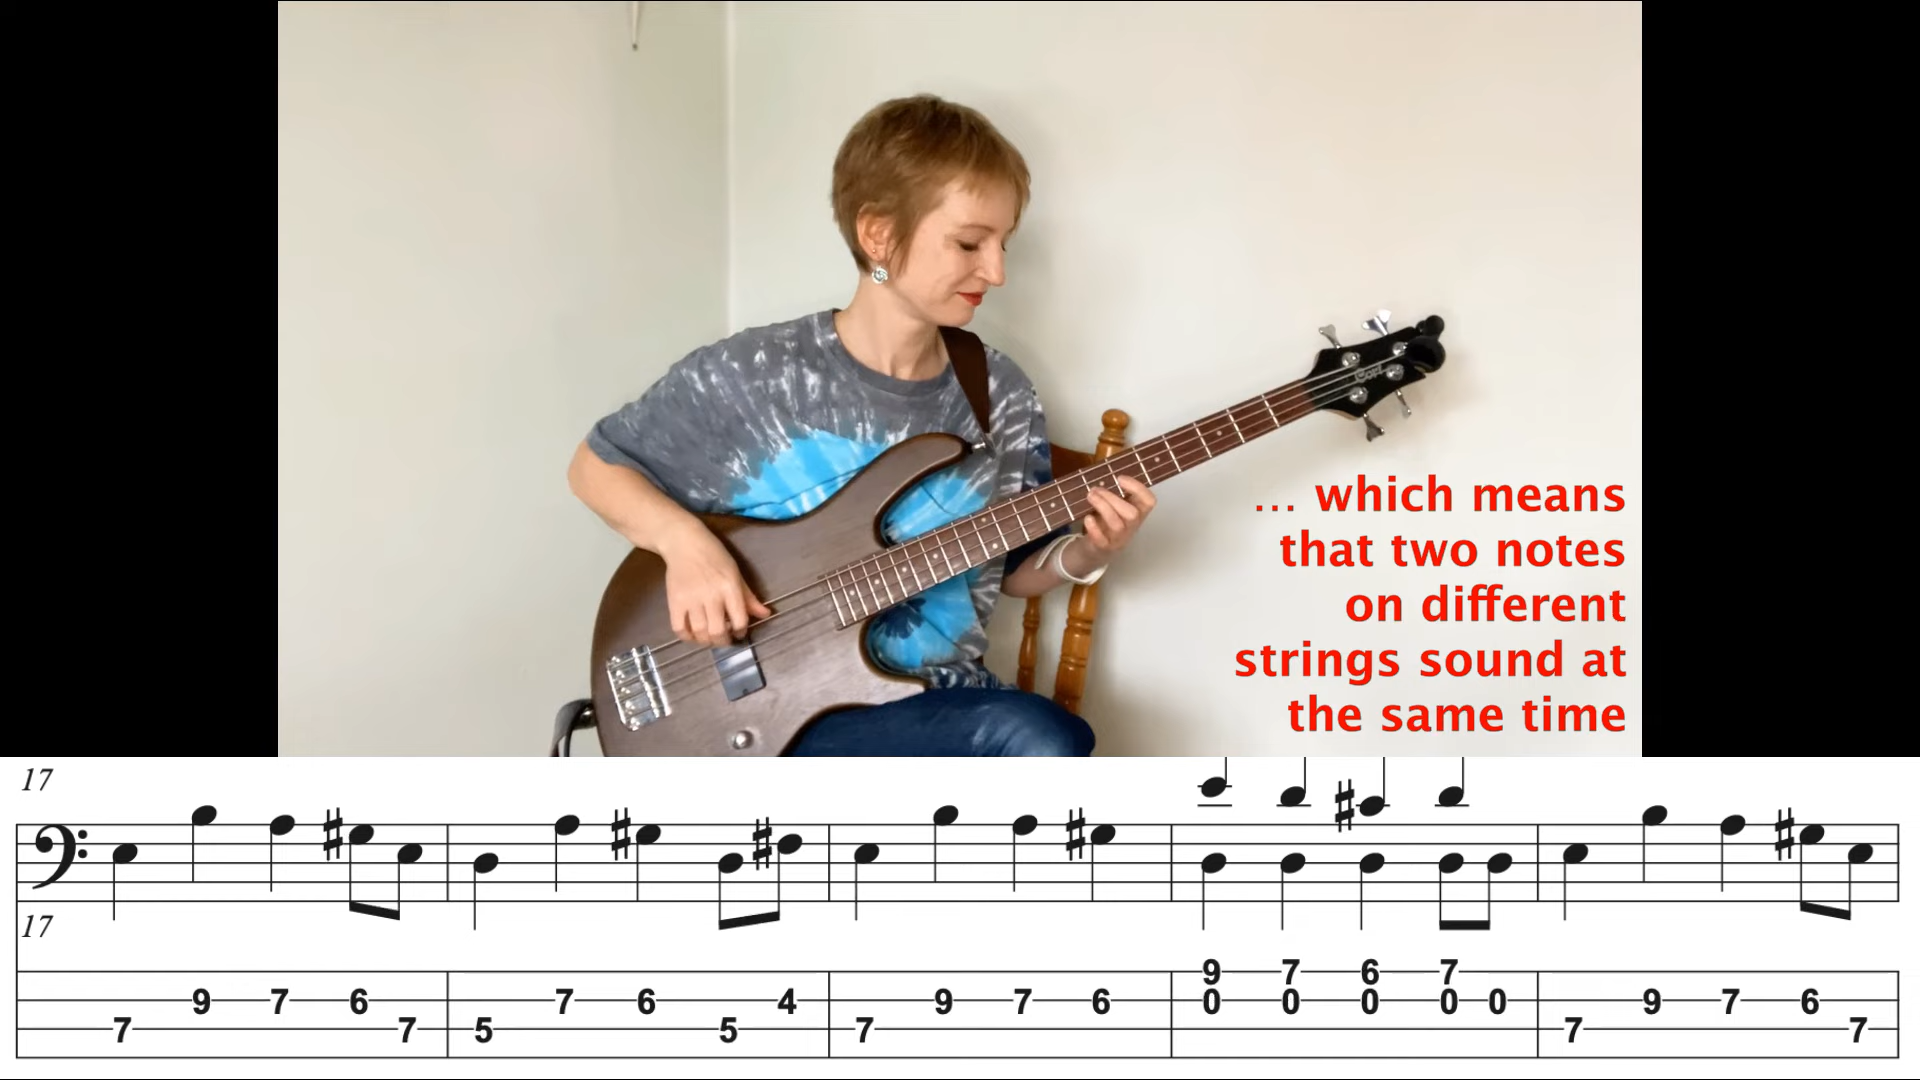 Cort
... which means
that two notes
on different
strings sound at
the same time
17
17
9 7 6 7
9 7 6 7 6 4 9 7 6 0 0 0 0 0 9 7 6
7 7 5 5 7 7 7